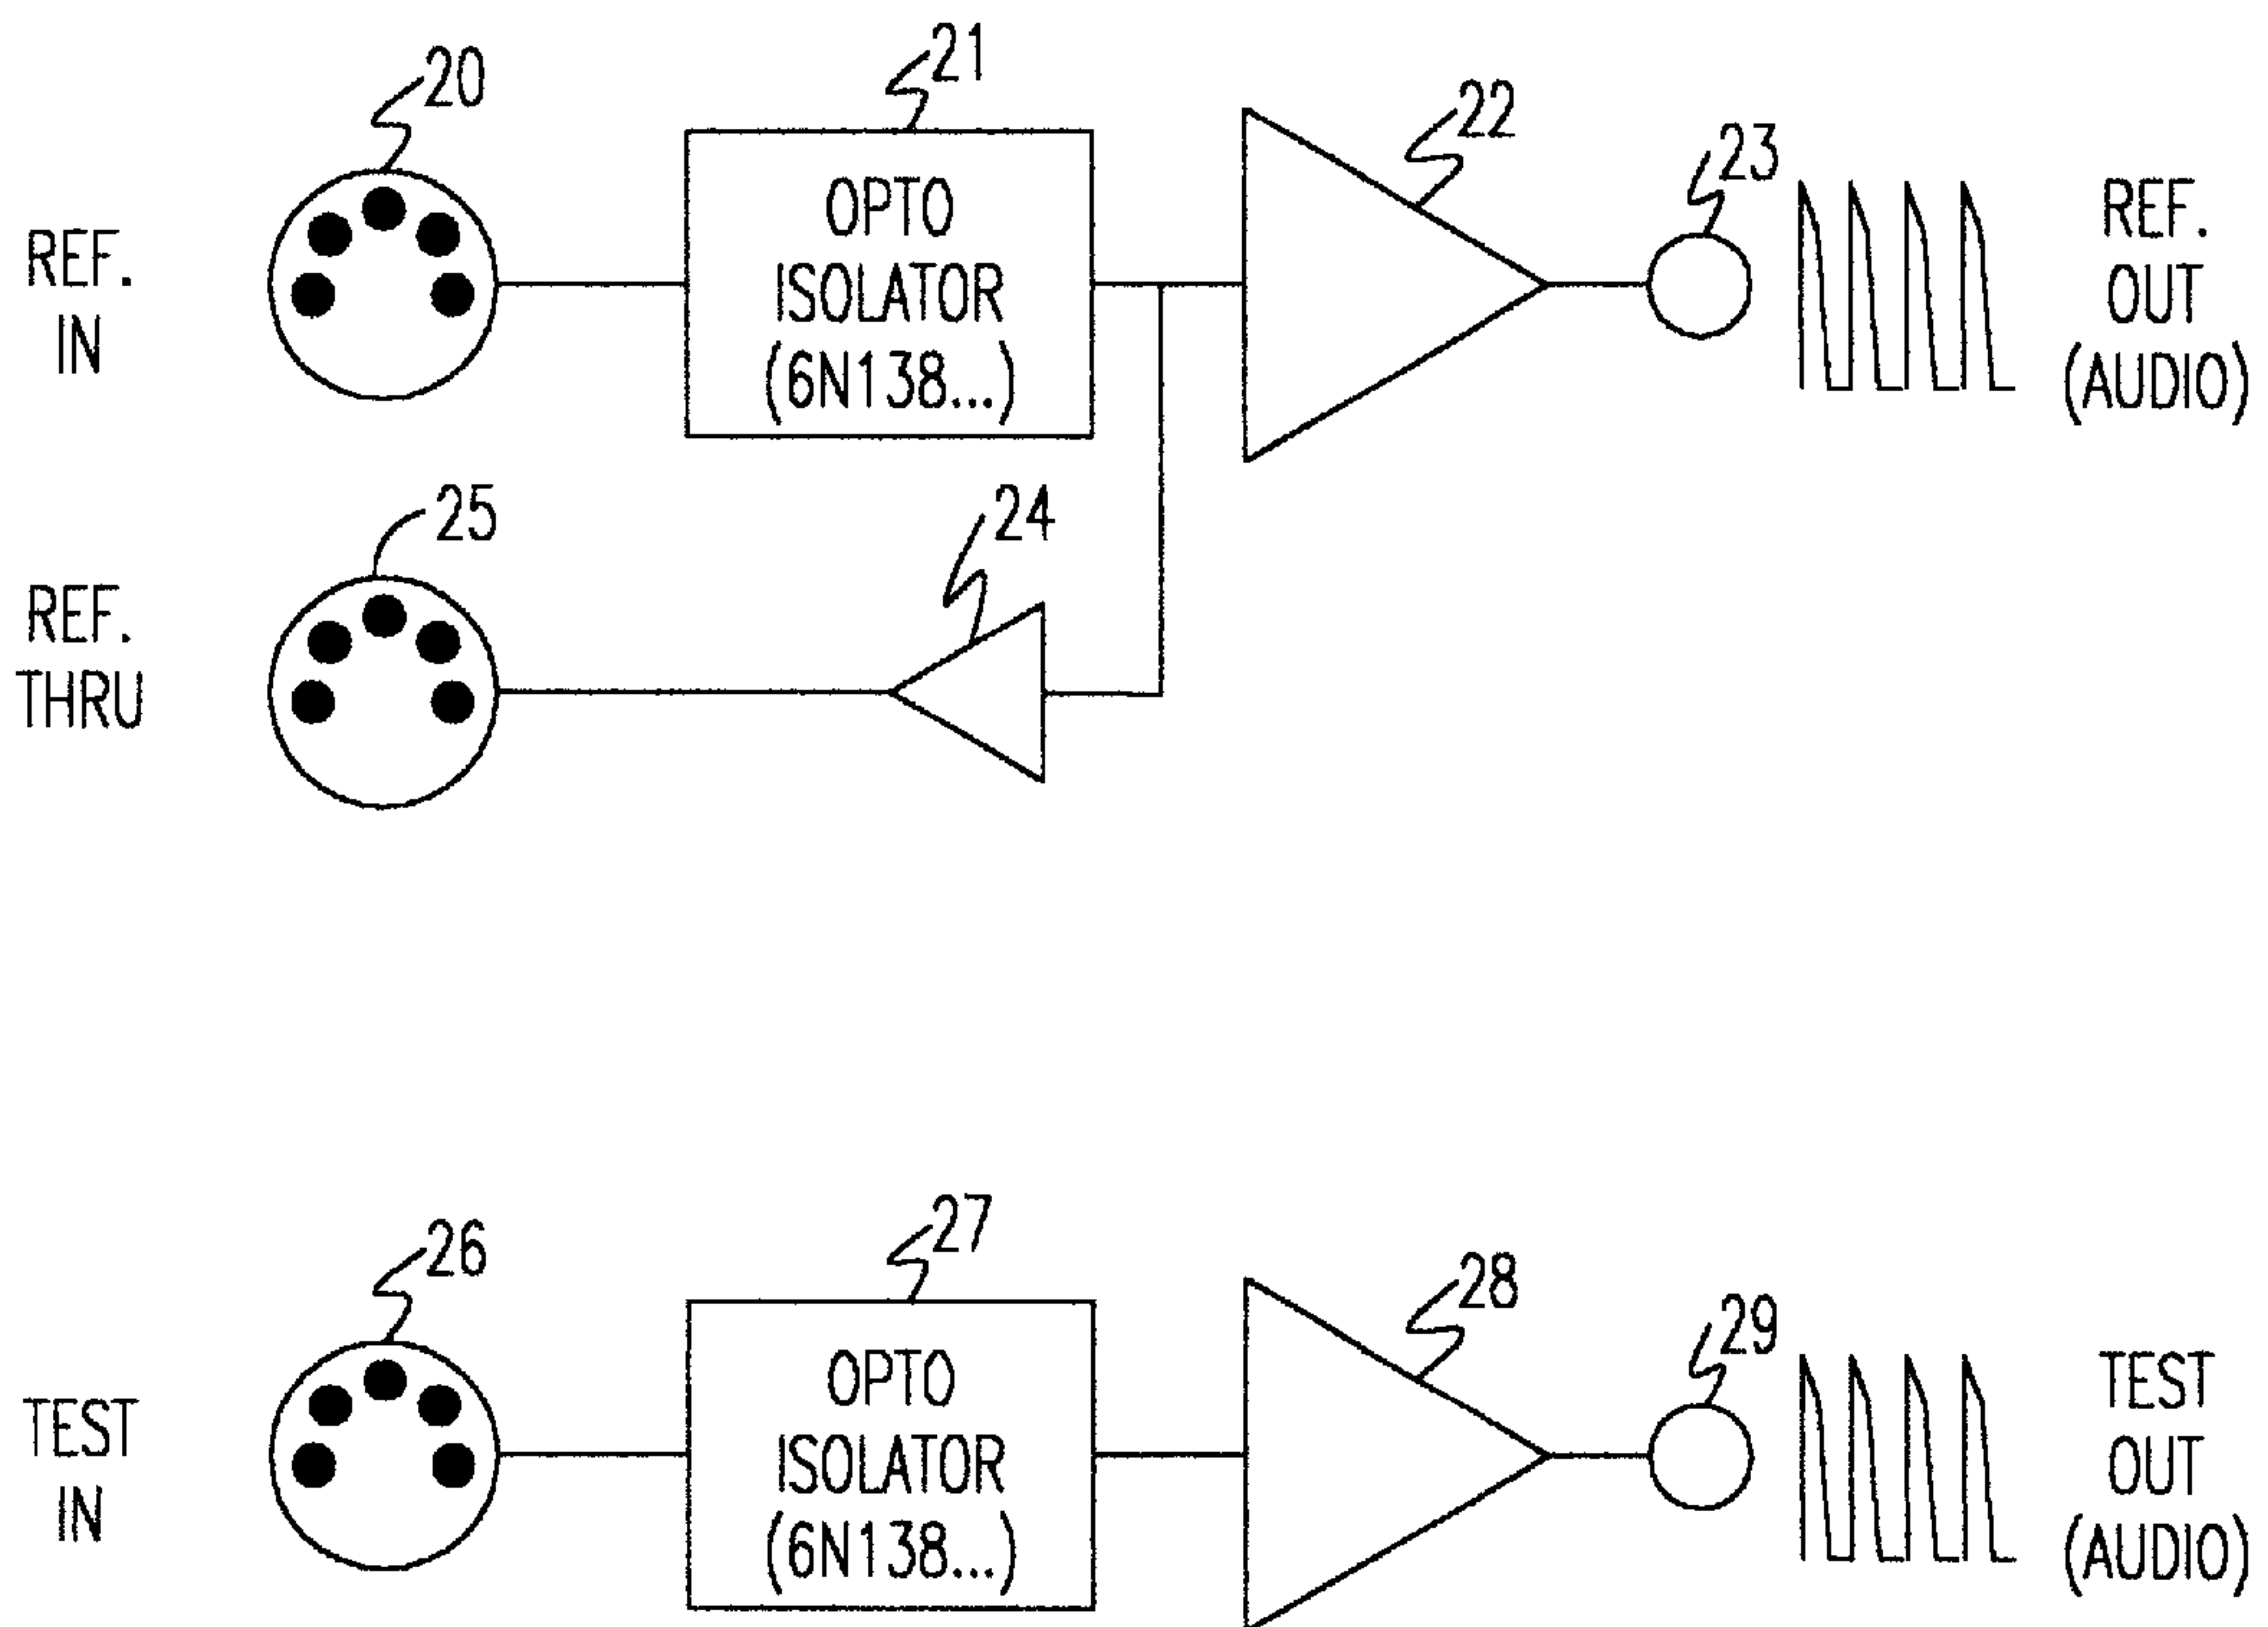 20
21
22
23
REF.
IN
OPTO
ISOLATOR
(6N138...)
REF.
OUT
(AUDIO)
25
24
REF.
THRU
26
27
28
29
TEST
IN
OPTO
ISOLATOR
(6N138...)
TEST
OUT
(AUDIO)